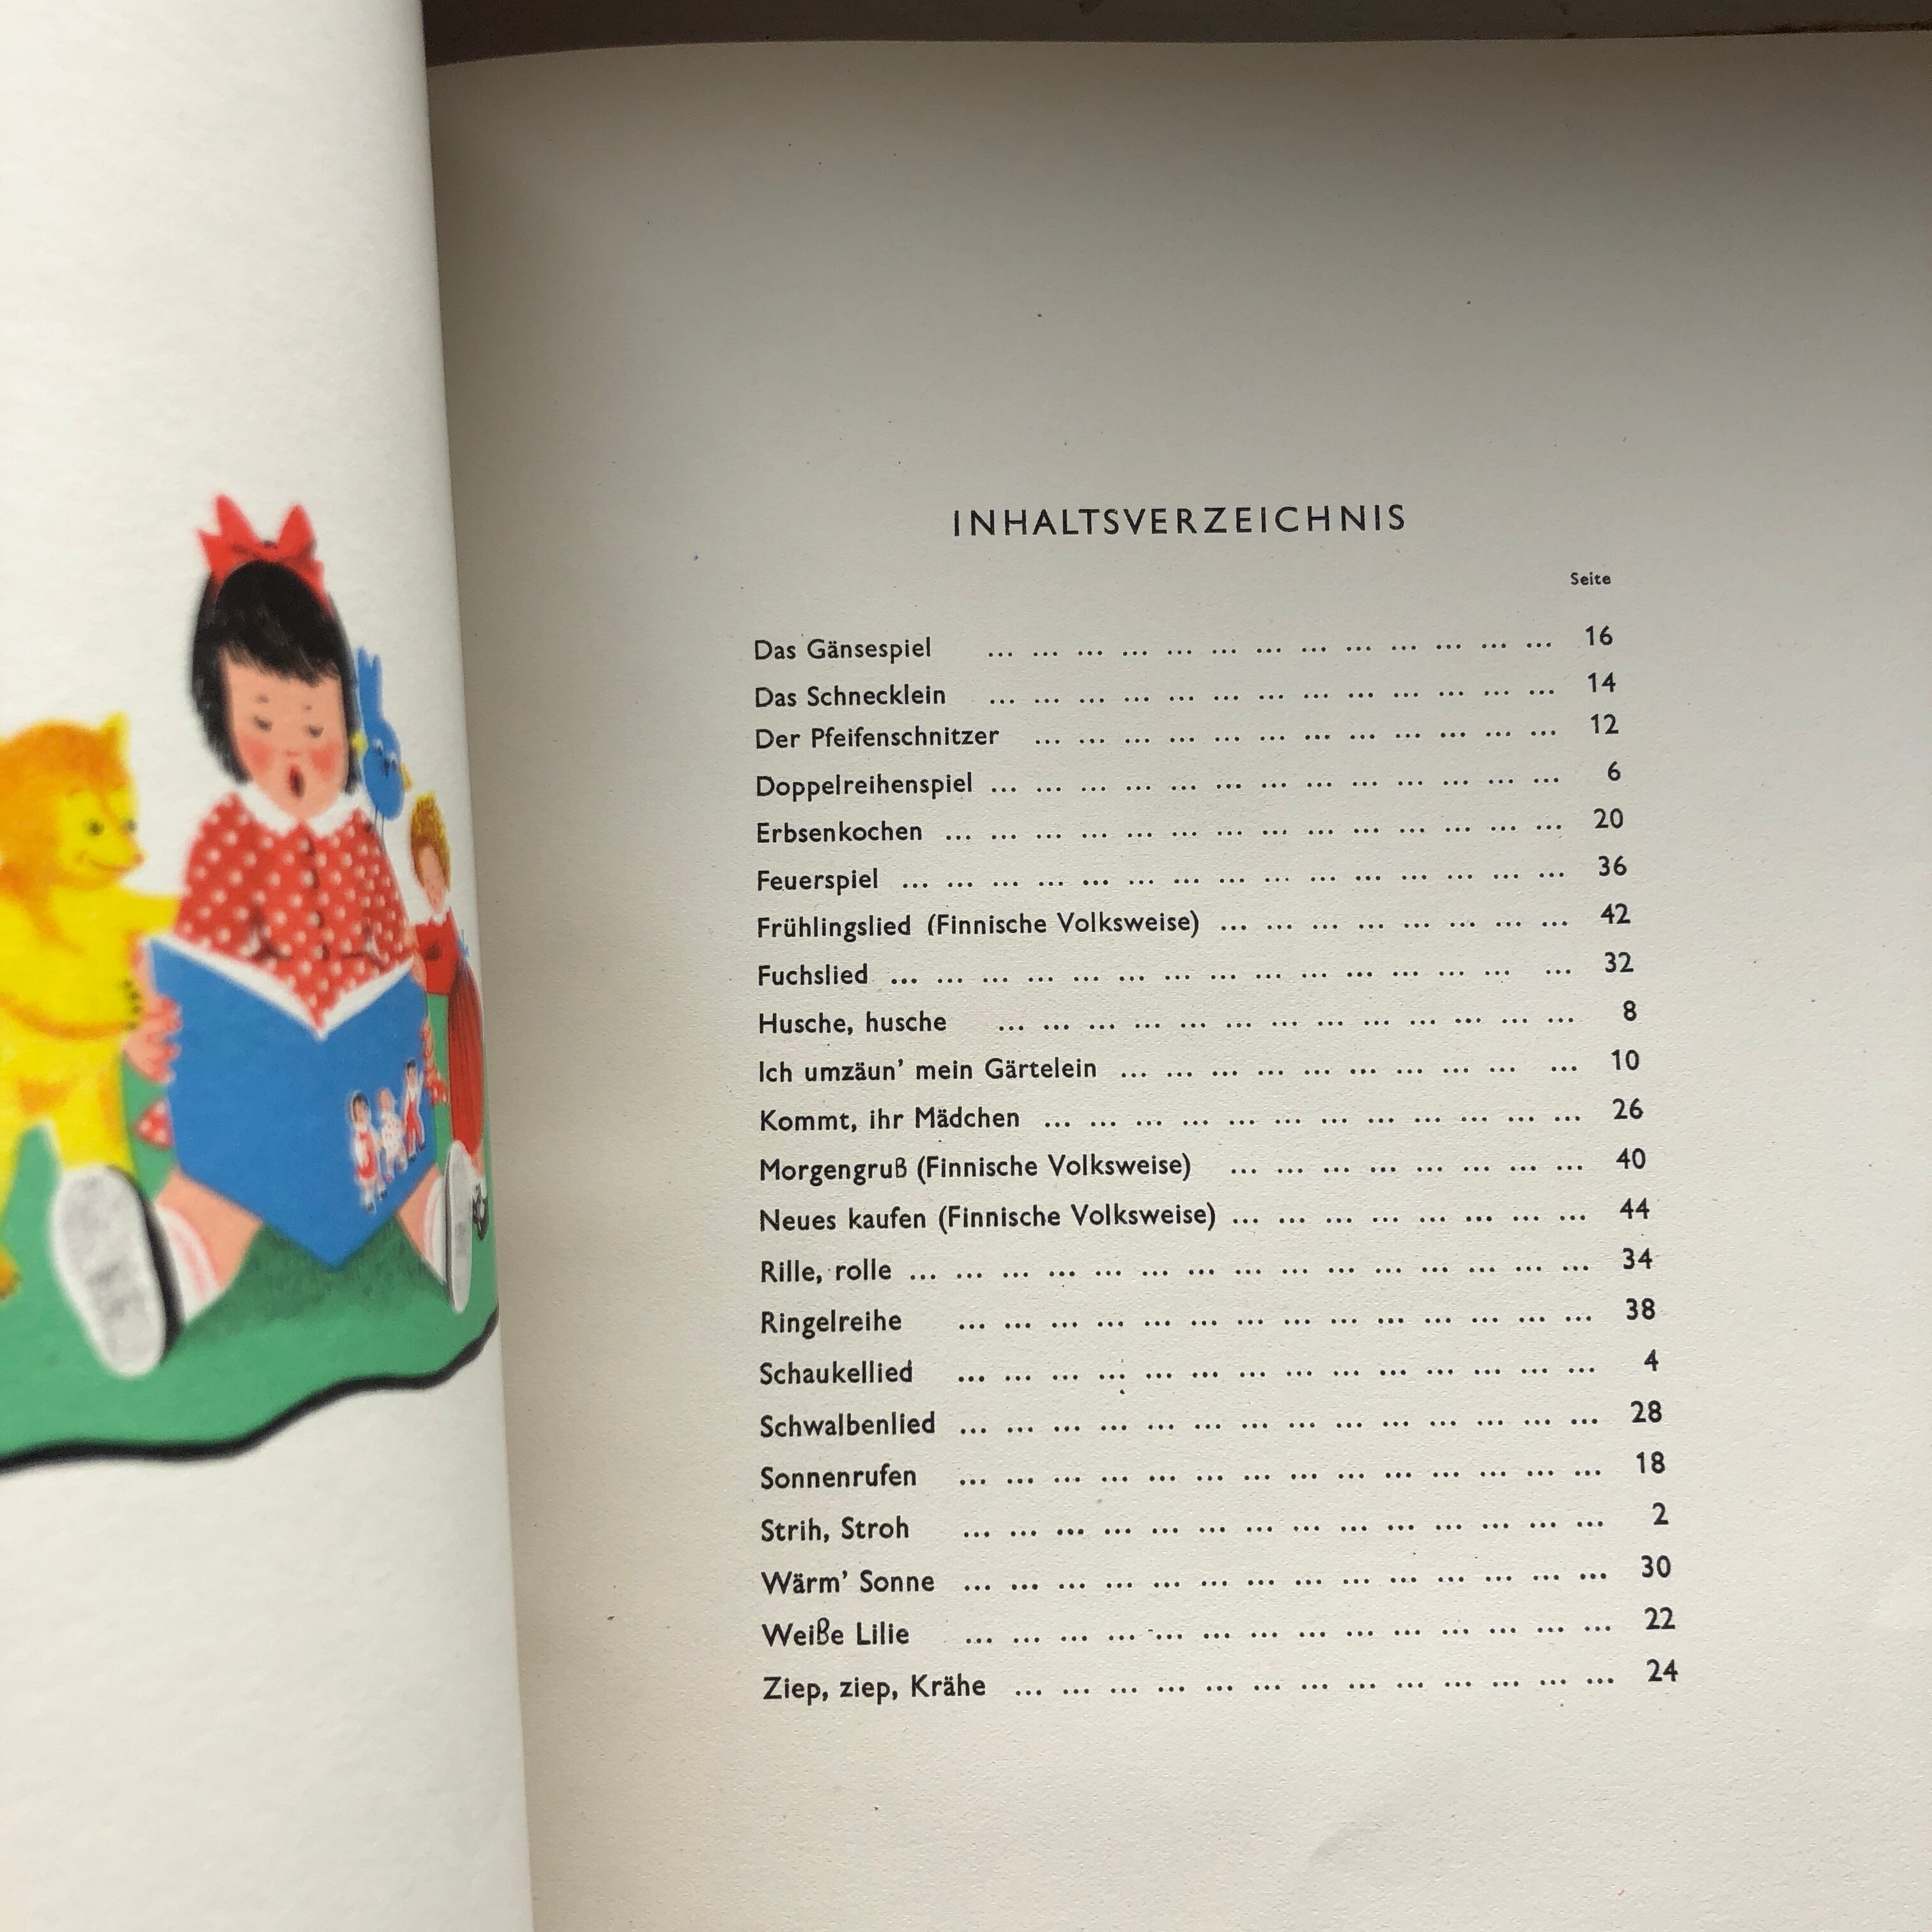 INHALTSVERZEICHNIS
Seite
Das Gänsespiel ... ... ... ... ... ... ... ... ... ... ... ... ... 16
Das Schnecklein ... ... ... ... ... ... ... ... ... ... ... ... ... 14
Der Pfeifenschnitzer ... ... ... ... ... ... ... ... ... ... ... ... 12
Doppelreihenspiel ... ... ... ... ... ... ... ... ... ... ... ... ... 6
Erbsenkochen ... ... ... ... ... ... ... ... ... ... ... ... ... ... 20
Feuerspiel ... ... ... ... ... ... ... ... ... ... ... ... ... ... ... 36
Frühlingslied (Finnische Volksweise) ... ... ... ... ... ... ... ... 42
Fuchslied ... ... ... ... ... ... ... ... ... ... ... ... ... ... ... 32
Husche, husche ... ... ... ... ... ... ... ... ... ... ... ... ... 8
Ich umzäun’ mein Gärtelein ... ... ... ... ... ... ... ... ... ... 10
Kommt, ihr Mädchen ... ... ... ... ... ... ... ... ... ... ... ... 26
Morgengruß (Finnische Volksweise) ... ... ... ... ... ... ... ... 40
Neues kaufen (Finnische Volksweise) ... ... ... ... ... ... ... ... 44
Rille, rolle ... ... ... ... ... ... ... ... ... ... ... ... ... ... ... 34
Ringelreihe ... ... ... ... ... ... ... ... ... ... ... ... ... ... 38
Schaukellied ... ... ... ... ... ... ... ... ... ... ... ... ... ... 4
Schwalbenlied ... ... ... ... ... ... ... ... ... ... ... ... ... ... 28
Sonnenrufen ... ... ... ... ... ... ... ... ... ... ... ... ... ... 18
Strih, Stroh ... ... ... ... ... ... ... ... ... ... ... ... ... ... 2
Wärm’ Sonne ... ... ... ... ... ... ... ... ... ... ... ... ... ... 30
Weiße Lilie ... ... ... ... ... ... ... ... ... ... ... ... ... ... 22
Ziep, ziep, Krähe ... ... ... ... ... ... ... ... ... ... ... ... ... 24